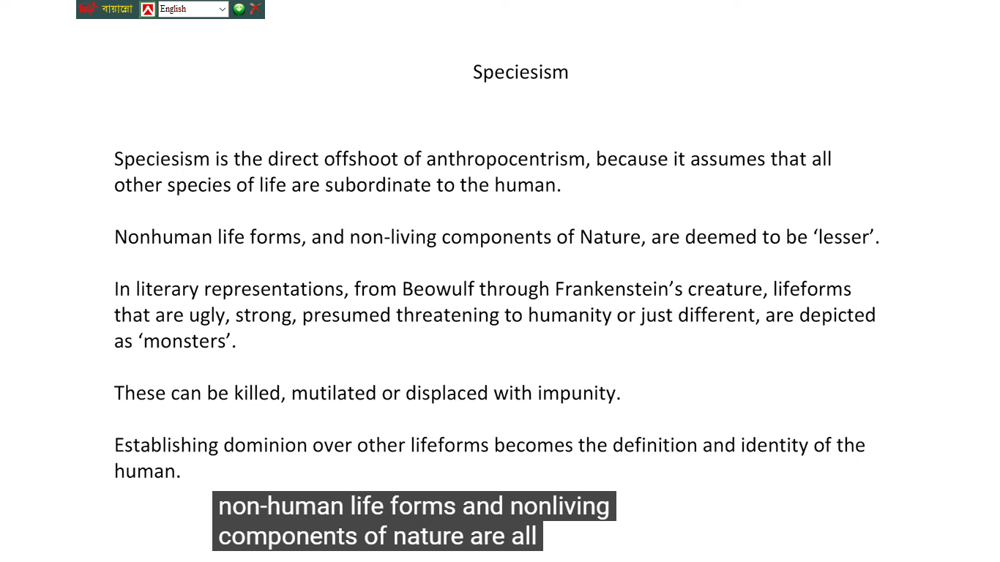 বায়ান্নো English
Speciesism
Speciesism is the direct offshoot of anthropocentrism, because it assumes that all
other species of life are subordinate to the human.
Nonhuman life forms, and non-living components of Nature, are deemed to be ‘lesser’.
In literary representations, from Beowulf through Frankenstein’s creature, lifeforms
that are ugly, strong, presumed threatening to humanity or just different, are depicted
as ‘monsters’.
These can be killed, mutilated or displaced with impunity.
Establishing dominion over other lifeforms becomes the definition and identity of the
human.
non-human life forms and nonliving
components of nature are all